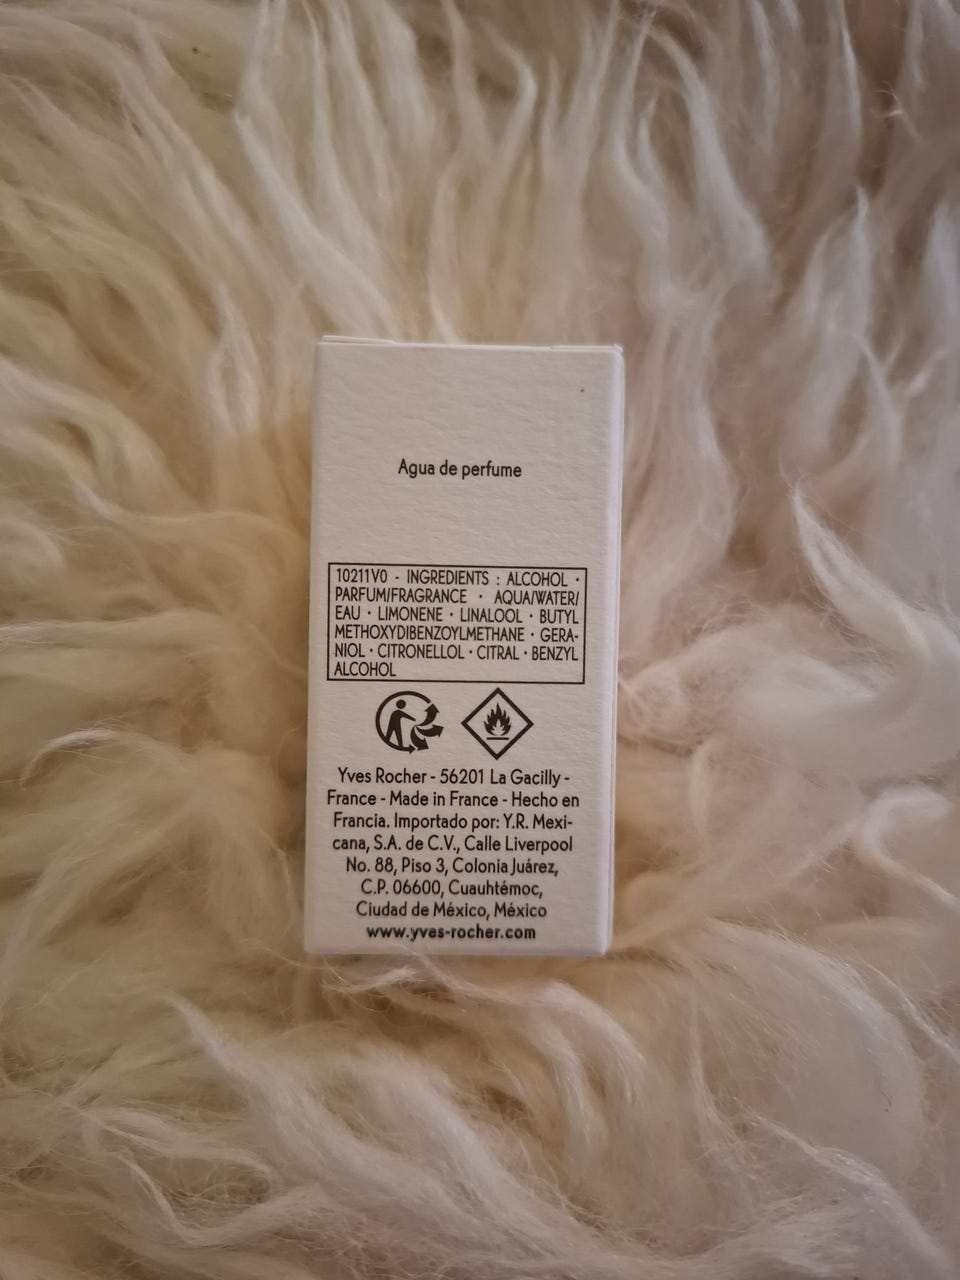 Agua de perfume
10211V0 - INGREDIENTS : ALCOHOL •
PARFUM/FRAGRANCE • AQUA/WATER/
EAU • LIMONENE • LINALOOL • BUTYL
METHOXYDIBENZOYLMETHANE • GERA-
NIOL • CITRONELLOL • CITRAL • BENZYL
ALCOHOL
Yves Rocher - 56201 La Gacilly -
France - Made in France - Hecho en
Francia. Importado por: Y.R. Mexi-
cana, S.A. de C.V., Calle Liverpool
No. 88, Piso 3, Colonia Juárez,
C.P. 06600, Cuauhtémoc,
Ciudad de México, México
www.yves-rocher.com